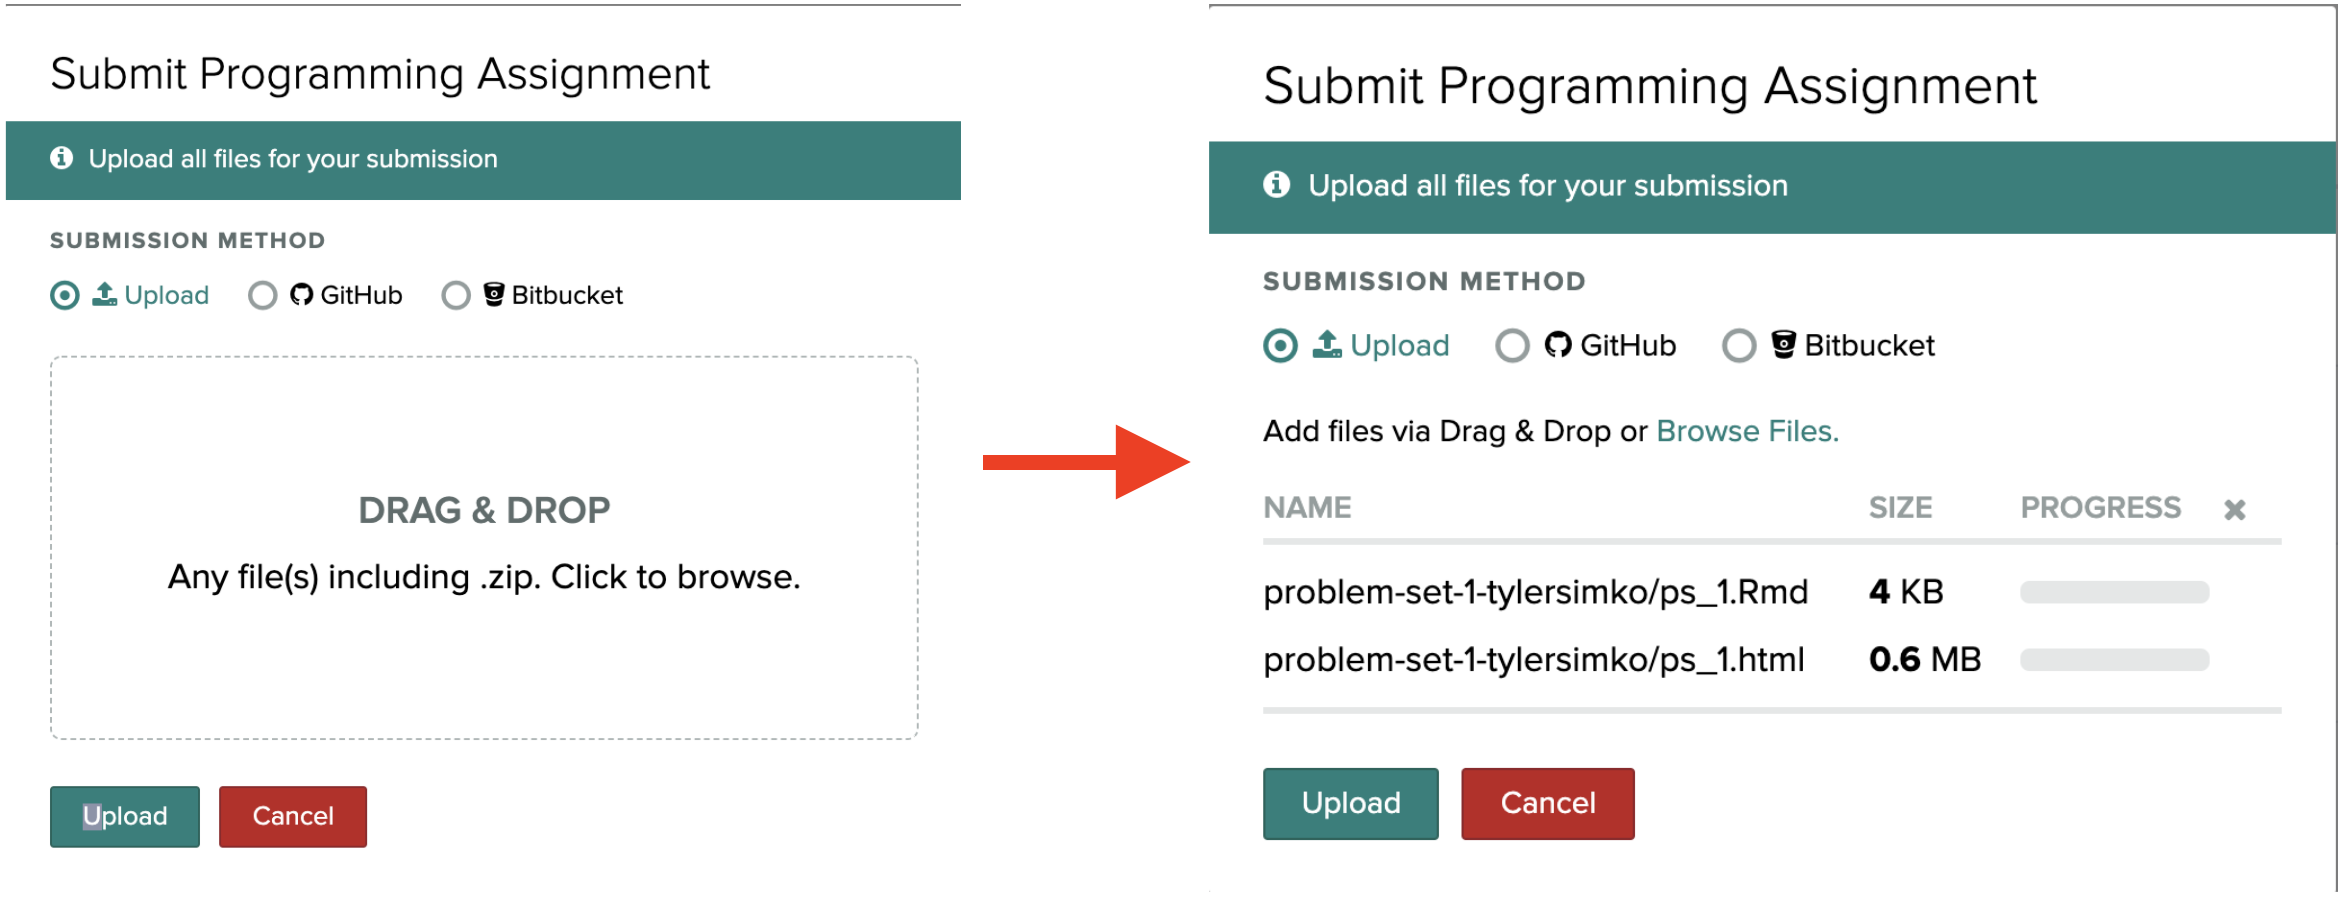 Submit Programming Assignment
Upload all files for your submission
SUBMISSION METHOD
Upload GitHub Bitbucket
DRAG & DROP
Any file(s) including .zip. Click to browse.
Upload Cancel
Submit Programming Assignment
Upload all files for your submission
SUBMISSION METHOD
Upload GitHub Bitbucket
Add files via Drag & Drop or Browse Files.
NAME SIZE PROGRESS
problem-set-1-tylersimko/ps_1.Rmd 4 KB
problem-set-1-tylersimko/ps_1.html 0.6 MB
Upload Cancel